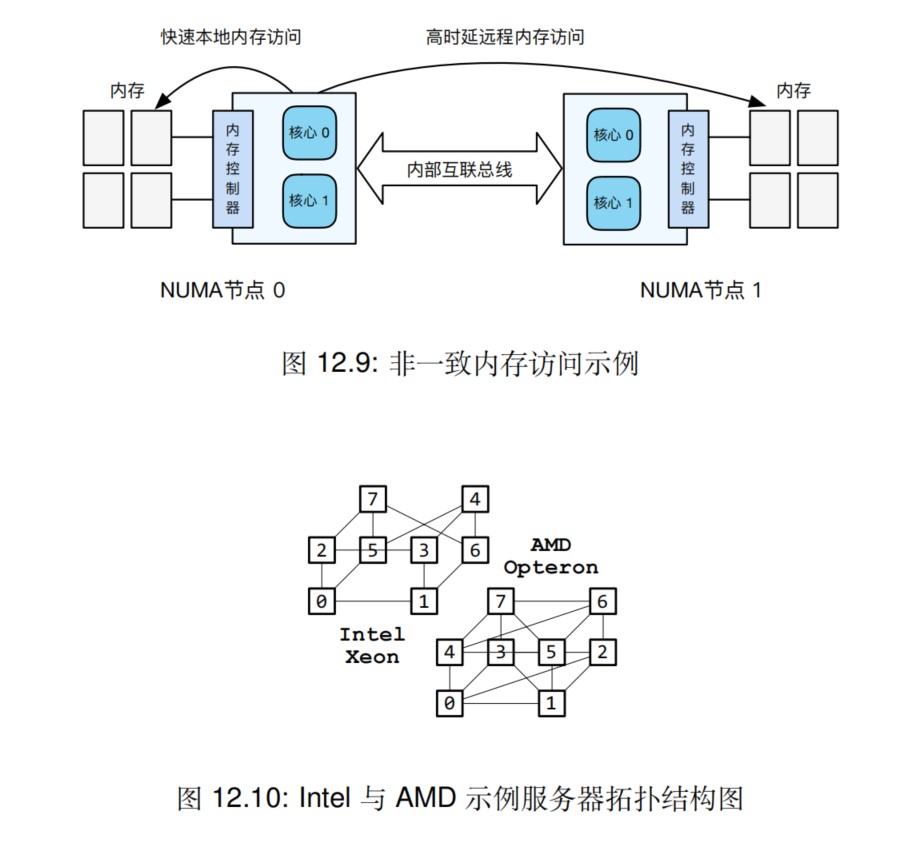 快速本地内存访问
高时延远程内存访问
内存
内存
内存控制器
核心 0
核心 1
内部互联总线
核心 0
核心 1
内存控制器
NUMA节点 0
NUMA节点 1
图 12.9: 非一致内存访问示例
7 4
2 5 3 6
0 1
Intel
Xeon
AMD
Opteron
7 6
4 3 5 2
0 1
图 12.10: Intel 与 AMD 示例服务器拓扑结构图